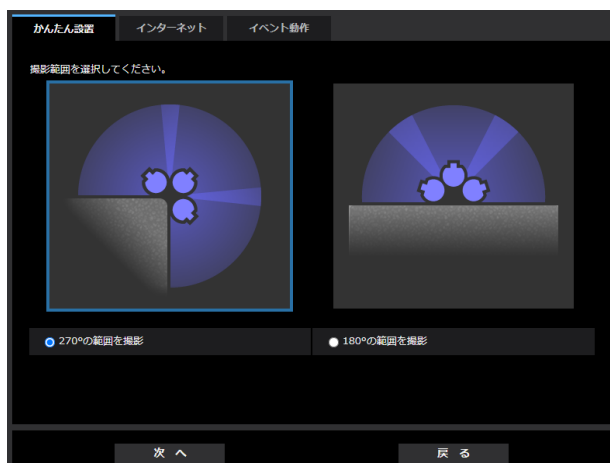 かんたん設置
インターネット
イベント動作
撮影範囲を選択してください。
270°の範囲を撮影
180°の範囲を撮影
次 へ
戻 る